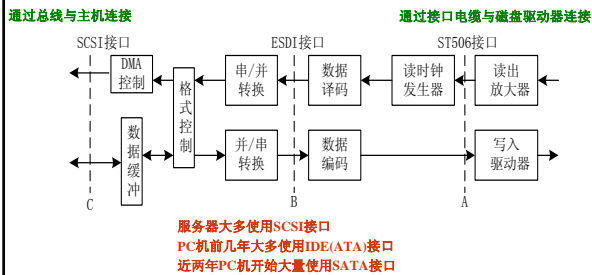 通过总线与主机连接
通过接口电缆与磁盘驱动器连接
SCSI接口
ESDI接口
ST506接口
DMA
控制
格式控制
串/并
转换
数据
译码
读时钟
发生器
读出
放大器
数据缓冲
并/串
转换
数据
编码
写入
驱动器
C
B
A
服务器大多使用SCSI接口
PC机前几年大多使用IDE(ATA)接口
近两年PC机开始大量使用SATA接口